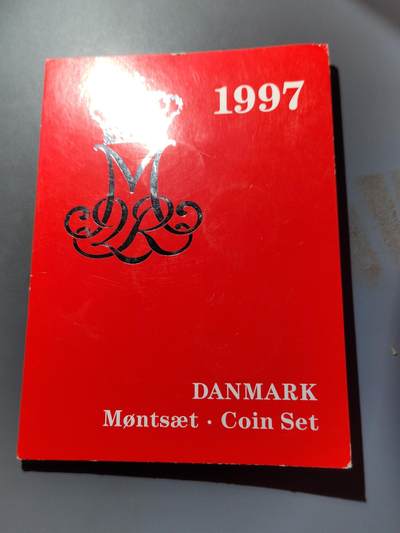 1997
DANMARK
Møntsæt · Coin Set